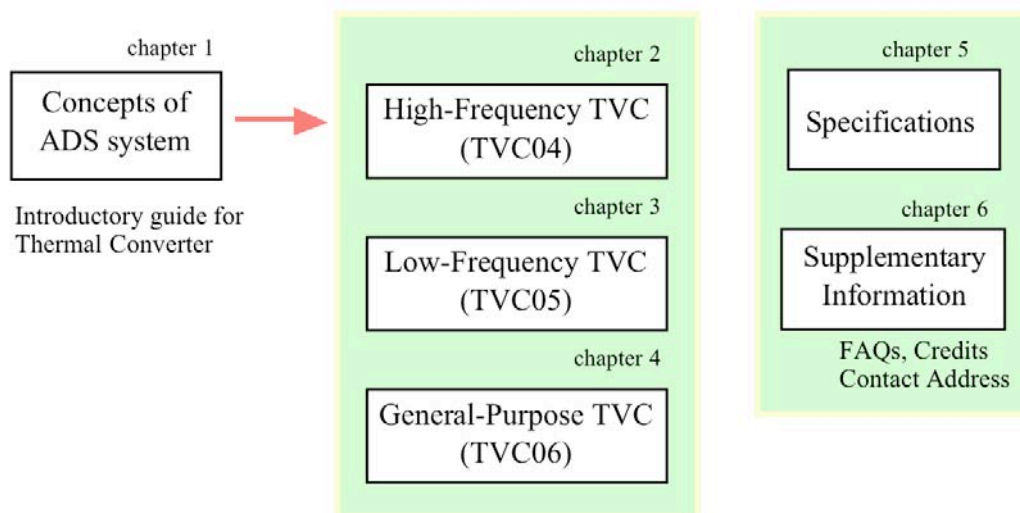 chapter 1
Concepts of
ADS system
Introductory guide for
Thermal Converter
chapter 2
High-Frequency TVC
(TVC04)
chapter 3
Low-Frequency TVC
(TVC05)
chapter 4
General-Purpose TVC
(TVC06)
chapter 5
Specifications
chapter 6
Supplementary
Information
FAQs, Credits
Contact Address